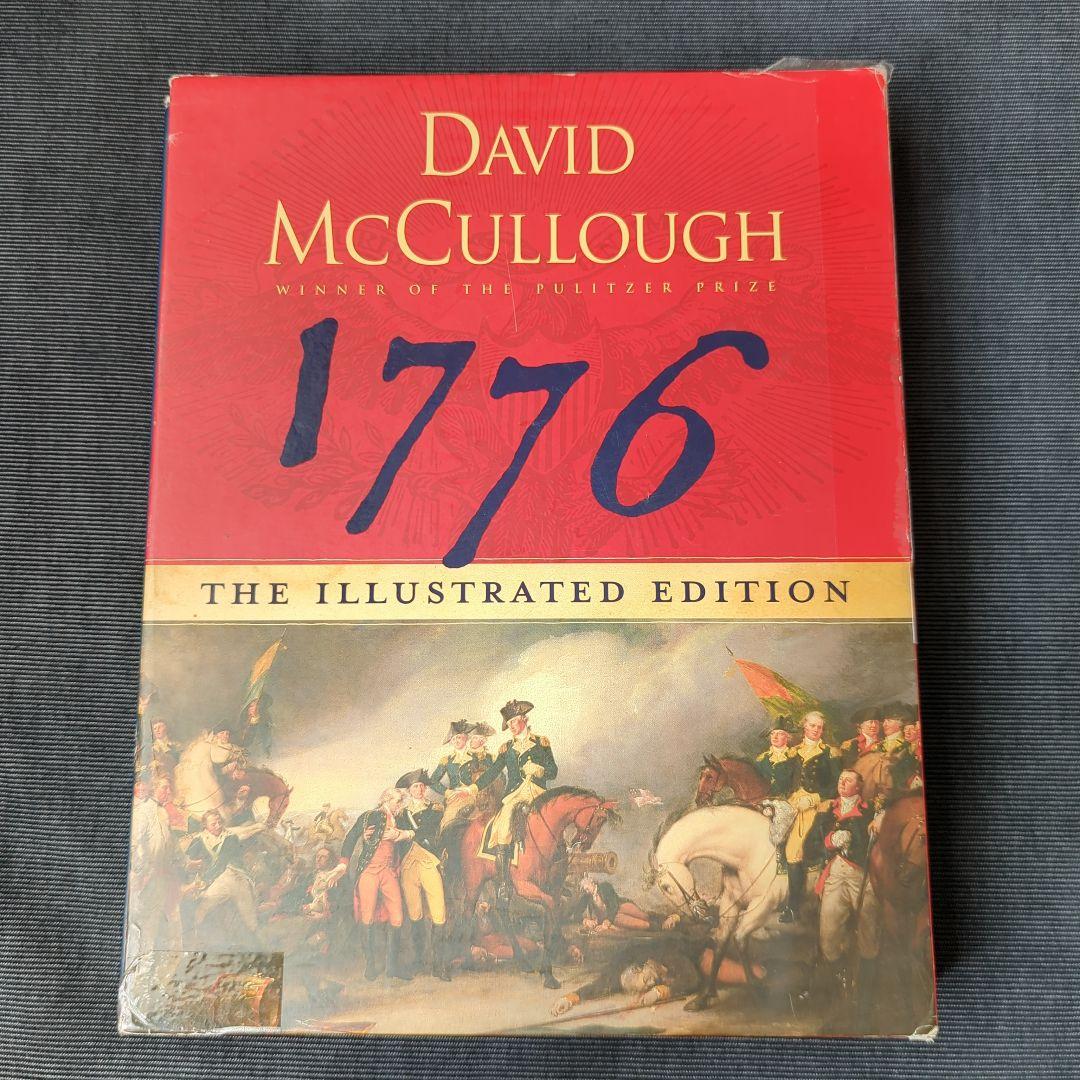 DAVID
MCCULLOUGH
WINNER OF THE PULITZER PRIZE
1776
THE ILLUSTRATED EDITION